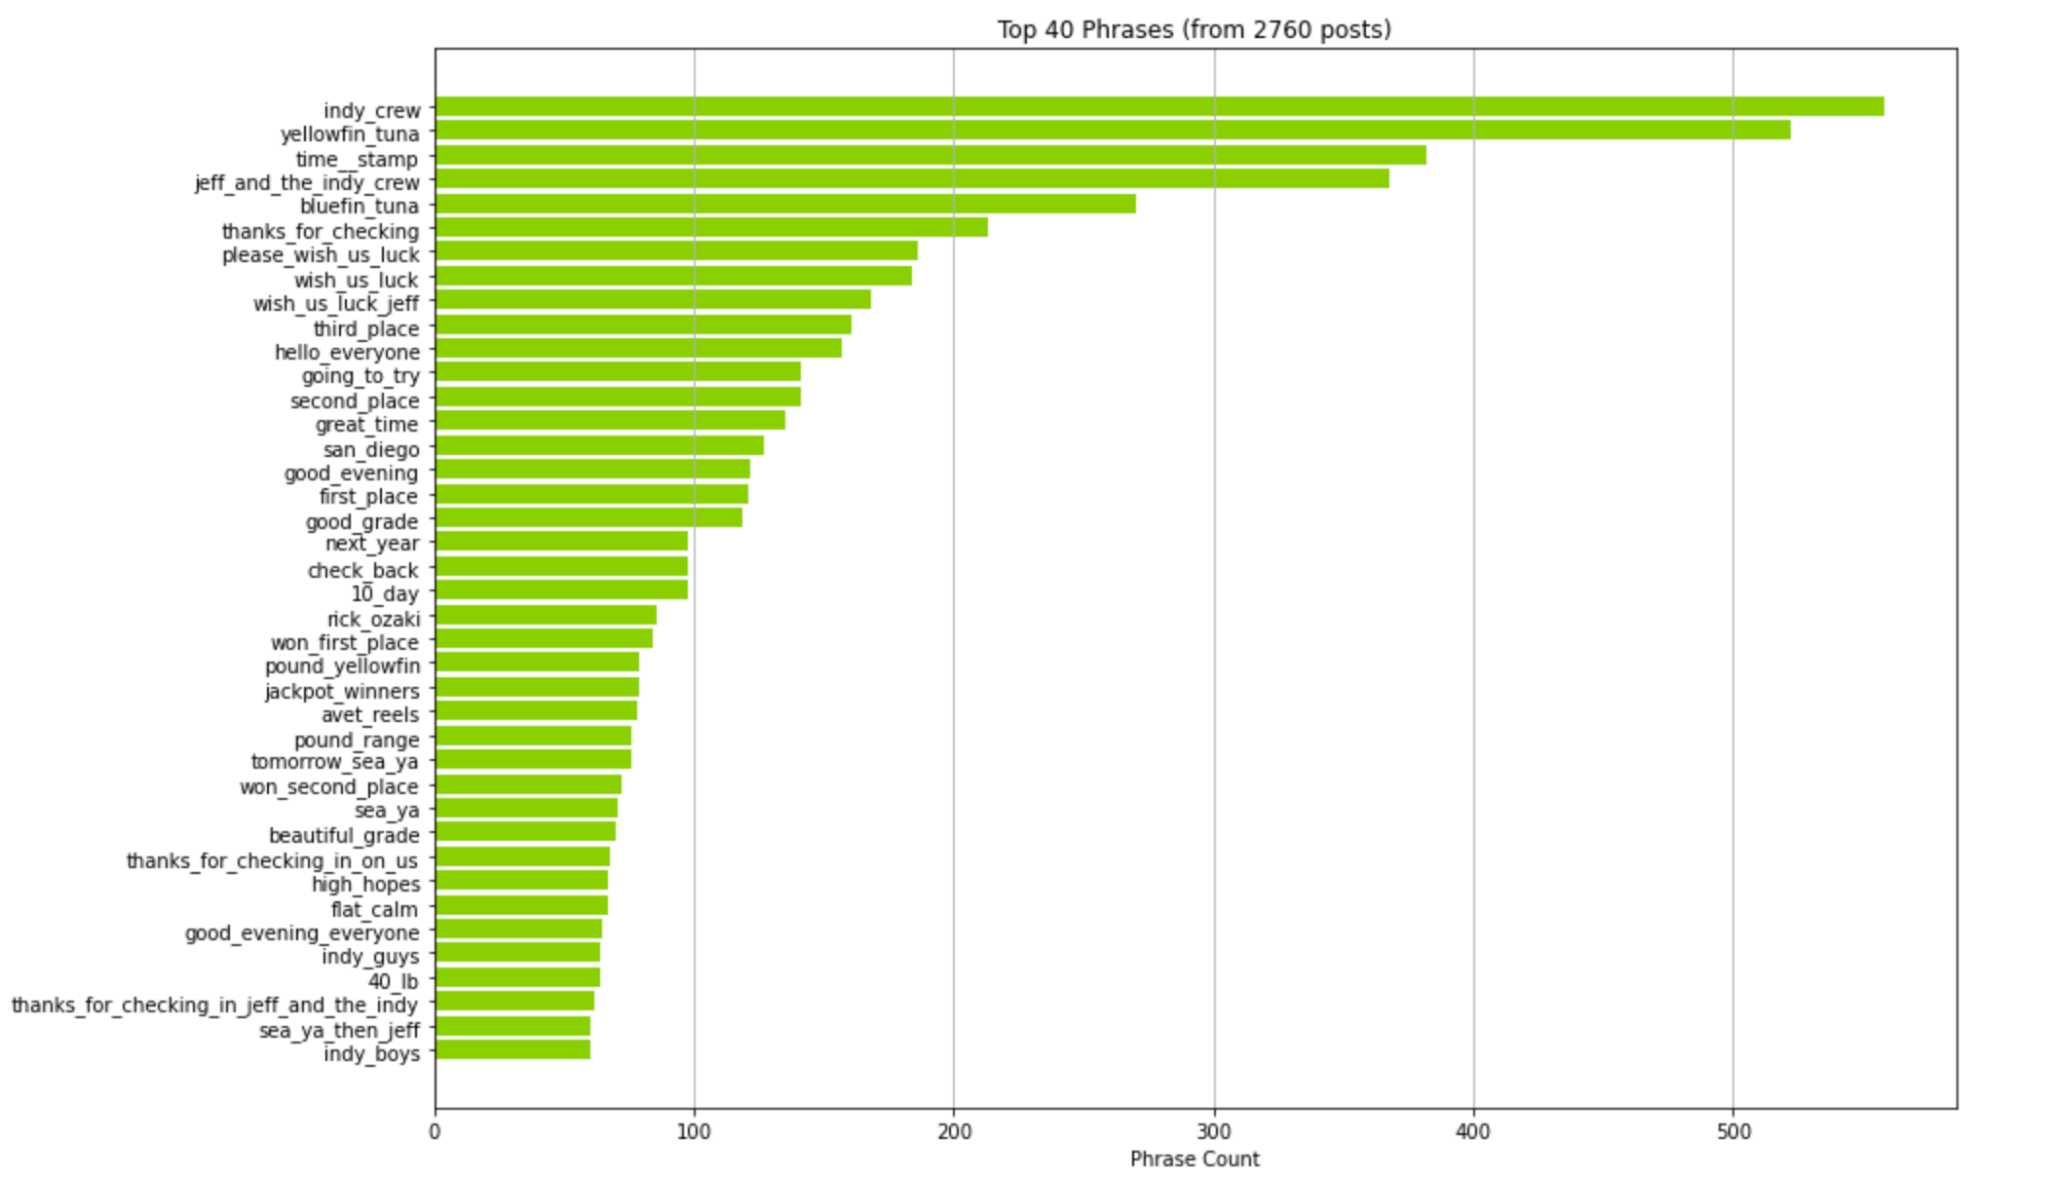 Top 40 Phrases (from 2760 posts)
indy_crew
yellowfin_tuna
time__stamp
jeff_and_the_indy_crew
bluefin_tuna
thanks_for_checking
please_wish_us_luck
wish_us_luck
wish_us_luck_jeff
third_place
hello_everyone
going_to_try
second_place
great_time
san_diego
good_evening
first_place
good_grade
next_year
check_back
10_day
rick_ozaki
won_first_place
pound_yellowfin
jackpot_winners
avet_reels
pound_range
tomorrow_sea_ya
won_second_place
sea_ya
beautiful_grade
thanks_for_checking_in_on_us
high_hopes
flat_calm
good_evening_everyone
indy_guys
40_lb
thanks_for_checking_in_jeff_and_the_indy
sea_ya_then_jeff
indy_boys
0 100 200 300 400 500
Phrase Count